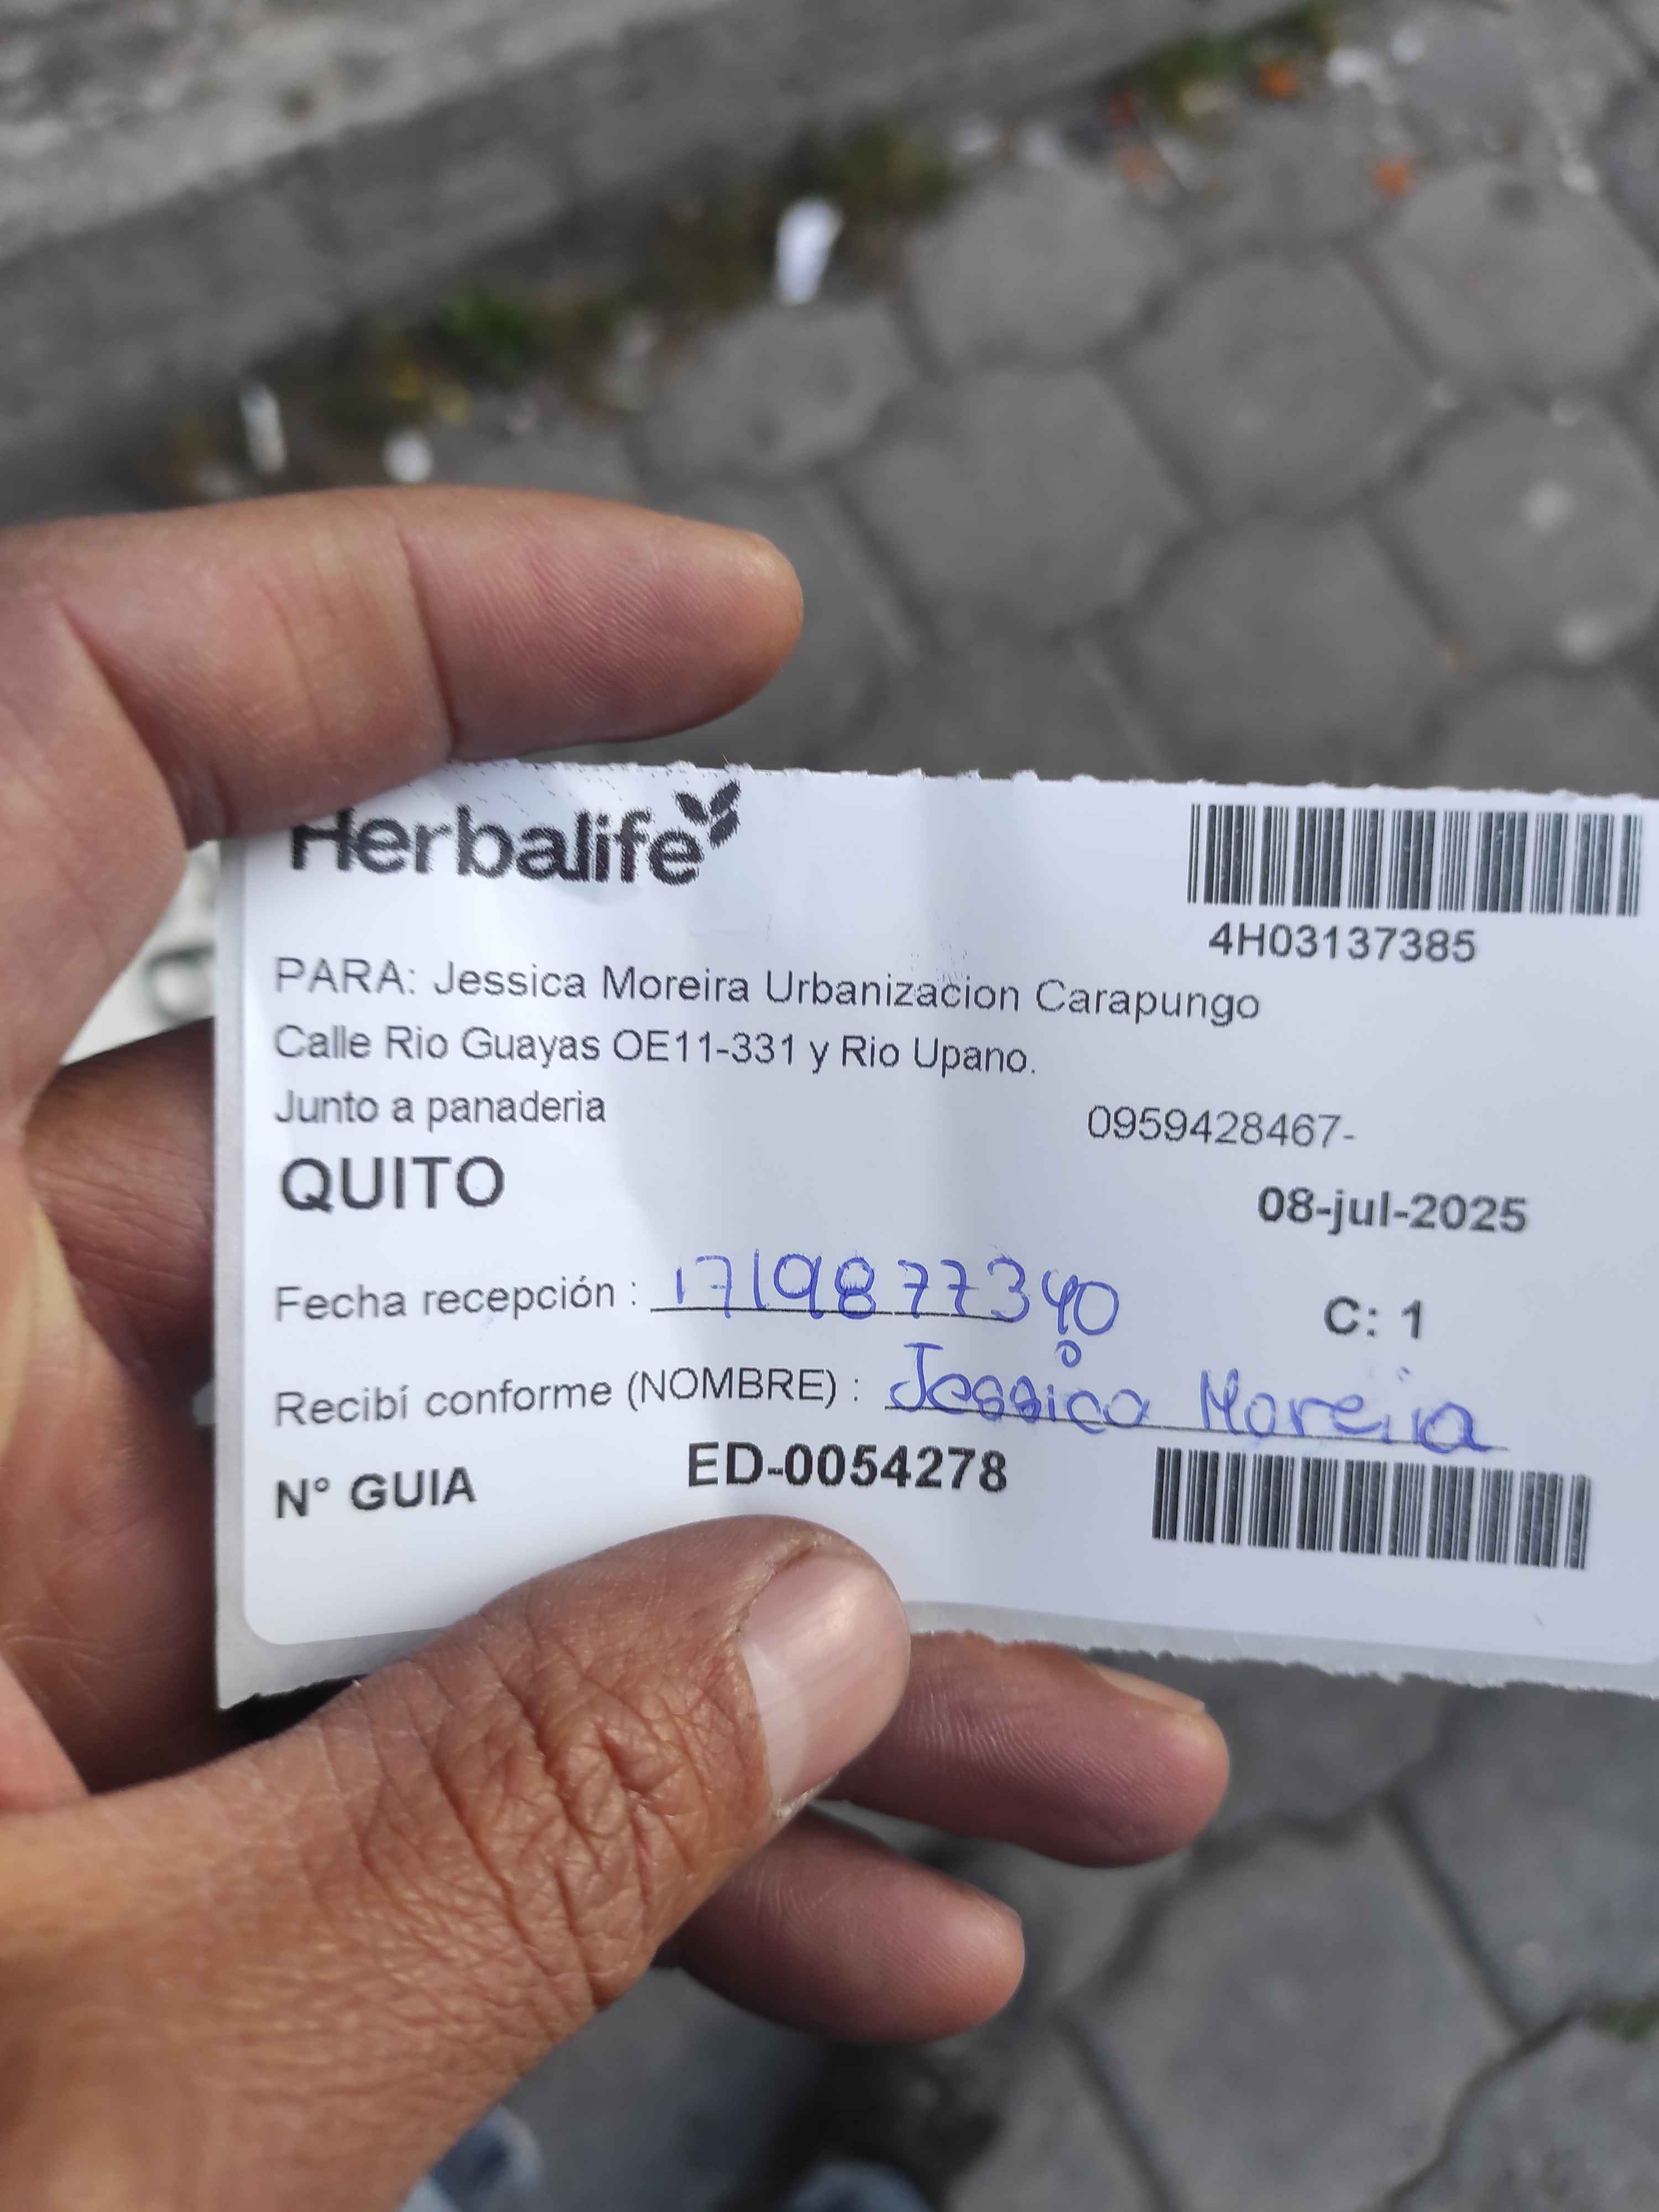 Herbalife
4H03137385
PARA: Jessica Moreira Urbanizacion Carapungo
Calle Rio Guayas OE11-331 y Rio Upano.
Junto a panaderia
0959428467-
QUITO
08-jul-2025
Fecha recepción : 1719877340
C: 1
Recibí conforme (NOMBRE) : Jessica Moreira
N° GUIA ED-0054278